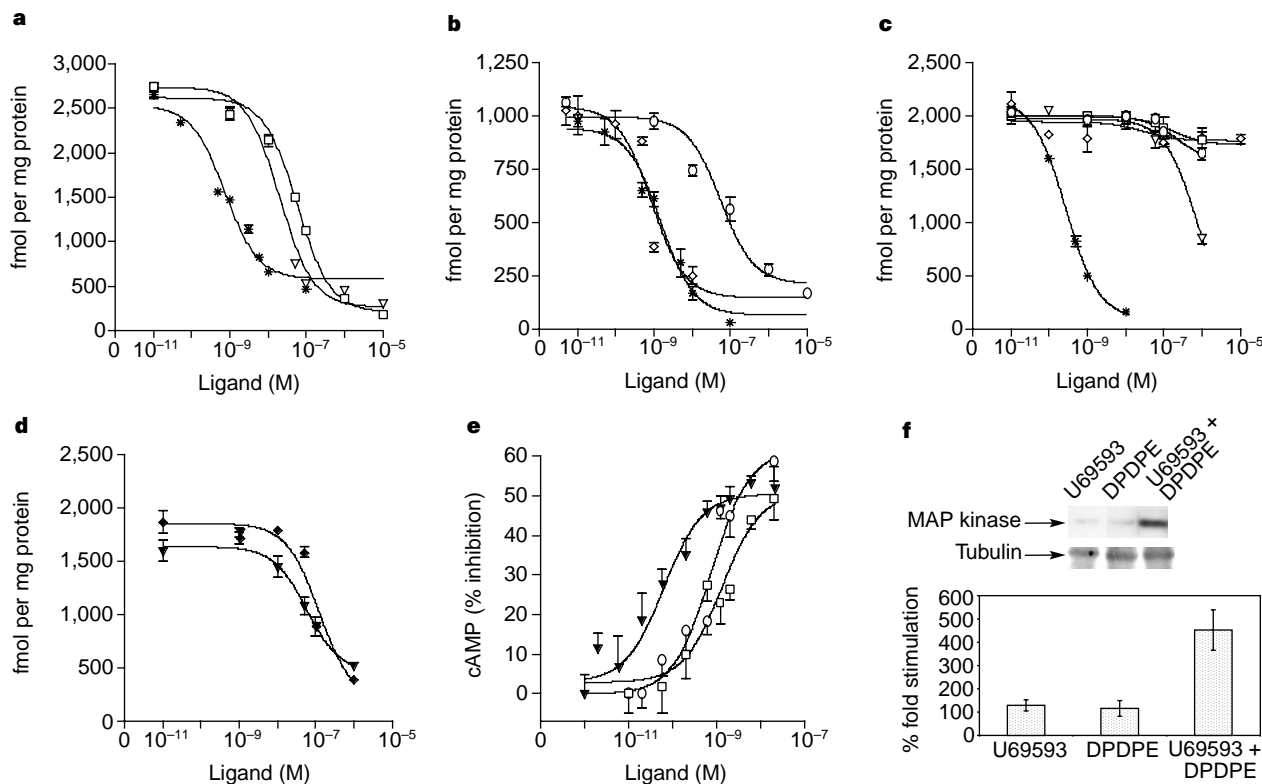 a
3,000
2,500
2,000
1,500
1,000
500
0
fmol per mg protein
0 10⁻¹¹ 10⁻⁹ 10⁻⁷ 10⁻⁵
Ligand (M)
b
1,250
1,000
750
500
250
0
fmol per mg protein
0 10⁻¹¹ 10⁻⁹ 10⁻⁷ 10⁻⁵
Ligand (M)
c
2,500
2,000
1,500
1,000
500
0
fmol per mg protein
0 10⁻¹¹ 10⁻⁹ 10⁻⁷ 10⁻⁵
Ligand (M)
d
2,500
2,000
1,500
1,000
500
0
fmol per mg protein
0 10⁻¹¹ 10⁻⁹ 10⁻⁷ 10⁻⁵
Ligand (M)
e
60
50
40
30
20
10
0
cAMP (% inhibition)
0 10⁻¹¹ 10⁻⁹ 10⁻⁷
Ligand (M)
f
U69593
DPDPE
U69593 +
DPDPE
MAP kinase
Tubulin
600
500
400
300
200
100
0
% fold stimulation
U69593
DPDPE
U69593 +
DPDPE